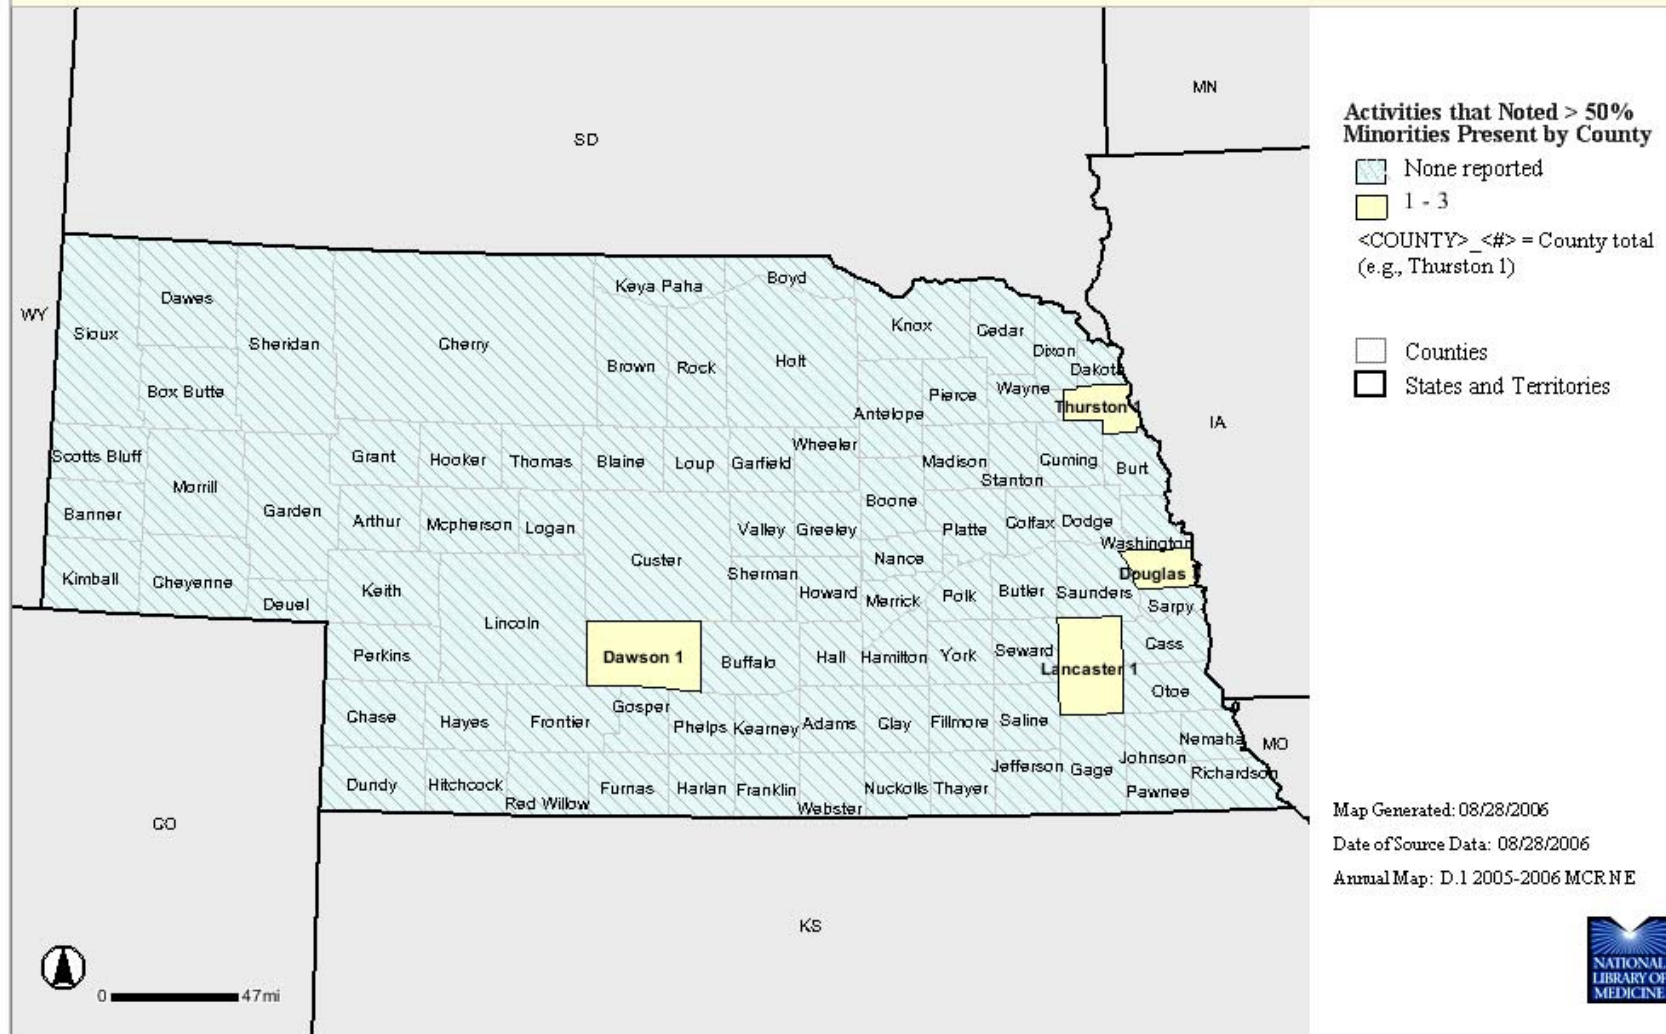 MN
SD
WY
IA
CO
KS
MO
Keya Paha
Boyd
Dawes
Sioux
Sheridan
Cherry
Knox
Cedar
Dixon
Brown
Rock
Holt
Dakota
Box Butte
Pierce
Wayne
Antelope
Thurston 1
Scotts Bluff
Grant
Hooker
Thomas
Blaine
Loup
Garfield
Wheeler
Madison
Stanton
Cuming
Burt
Morrill
Boone
Banner
Garden
Arthur
Mcpherson
Logan
Valley
Greeley
Platte
Colfax
Dodge
Washington
Custer
Nance
Kimball
Cheyenne
Deuel
Keith
Sherman
Howard
Merrick
Polk
Butler
Saunders
Douglas
Sarpy
Lincoln
Perkins
Dawson 1
Buffalo
Hall
Hamilton
York
Seward
Lancaster 1
Cass
Otoe
Chase
Hayes
Frontier
Gosper
Phelps
Kearney
Adams
Clay
Fillmore
Saline
Nemaha
Dundy
Hitchcock
Red Willow
Furnas
Harlan
Franklin
Webster
Nuckolls
Thayer
Jefferson
Gage
Johnson
Pawnee
Richardson
0 47mi
Activities that Noted > 50%
Minorities Present by County
None reported
1 - 3
<COUNTY>_<#> = County total
(e.g., Thurston 1)
Counties
States and Territories
Map Generated: 08/28/2006
Date of Source Data: 08/28/2006
Annual Map: D.1 2005-2006 MCR NE
NATIONAL
LIBRARY OF
MEDICINE